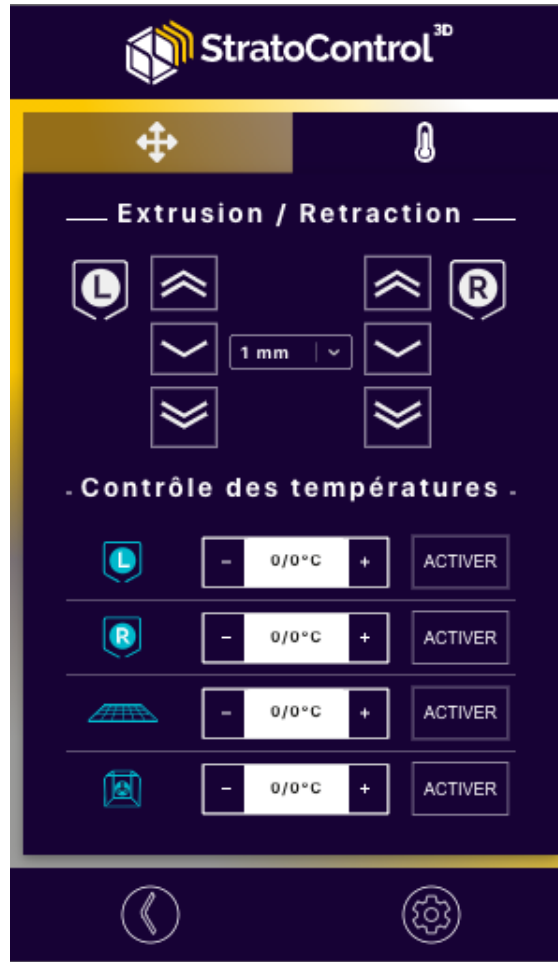 StratoControl 3D
Extrusion / Retraction
L R
1 mm
Contrôle des températures
L - 0/0°C + ACTIVER
R - 0/0°C + ACTIVER
- 0/0°C + ACTIVER
- 0/0°C + ACTIVER